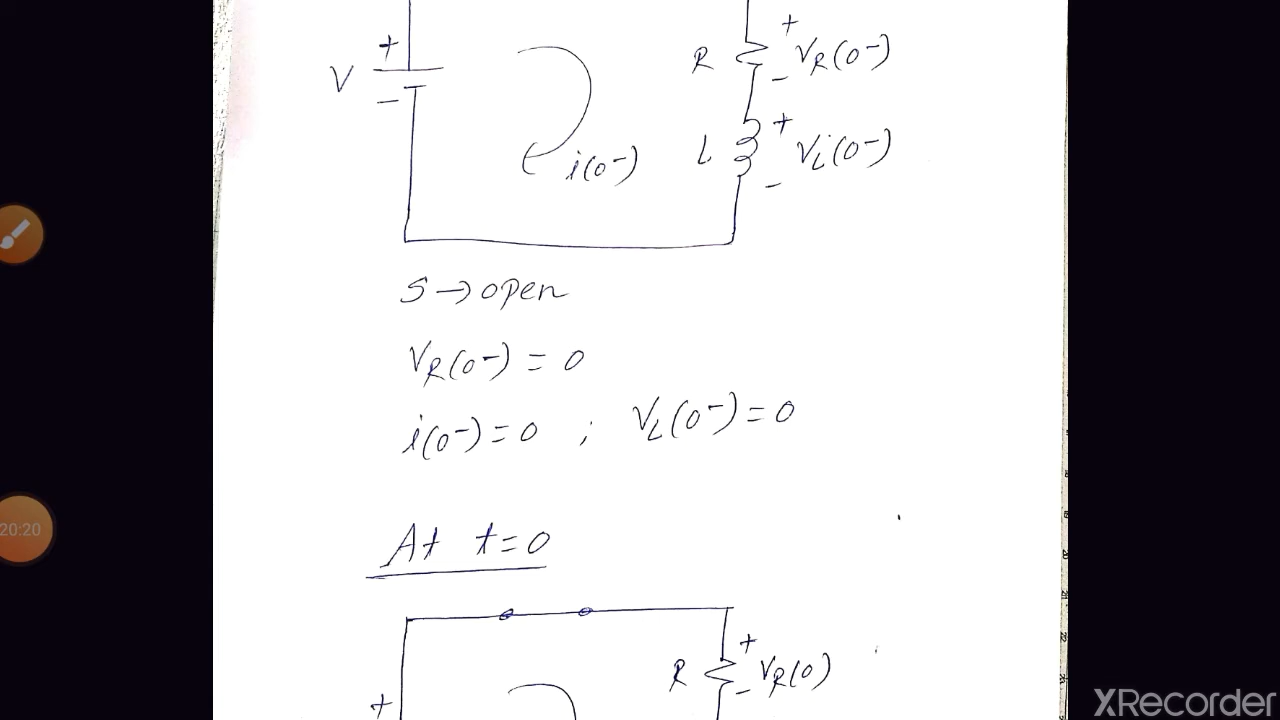 +
V
-
i(0-)
R
+
VR(0-)
-
L
+
VL(0-)
-
S → open
VR(0-) = 0
i(0-) = 0 ; VL(0-) = 0
At t=0
+
R
+
VR(0)
-
20:20
XRecorder